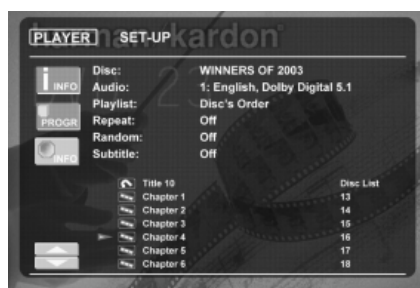 harman/kardon
PLAYER SET-UP
Disc: WINNERS OF 2003
Audio: 1: English, Dolby Digital 5.1
Playlist: Disc's Order
Repeat: Off
Random: Off
Subtitle: Off
i INFO
PROGR
INFO
Title 10 Disc List
Chapter 1 13
Chapter 2 14
Chapter 3 15
Chapter 4 16
Chapter 5 17
Chapter 6 18